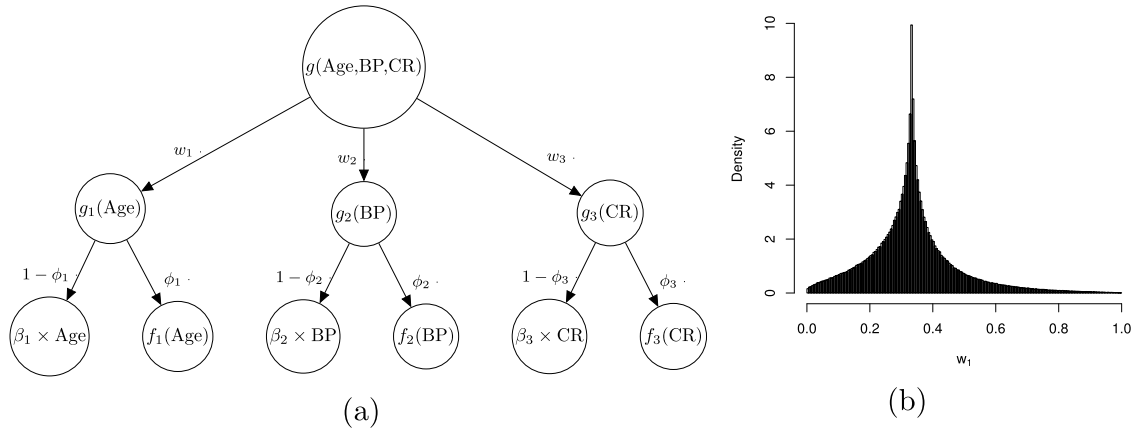 g(Age,BP,CR)
w₁
w₂
w₃
g₁(Age)
g₂(BP)
g₃(CR)
1 − ϕ₁
ϕ₁
1 − ϕ₂
ϕ₂
1 − ϕ₃
ϕ₃
β₁ × Age
f₁(Age)
β₂ × BP
f₂(BP)
β₃ × CR
f₃(CR)
(a)
Density
10
8
6
4
2
0
0.0 0.2 0.4 0.6 0.8 1.0
w₁
(b)